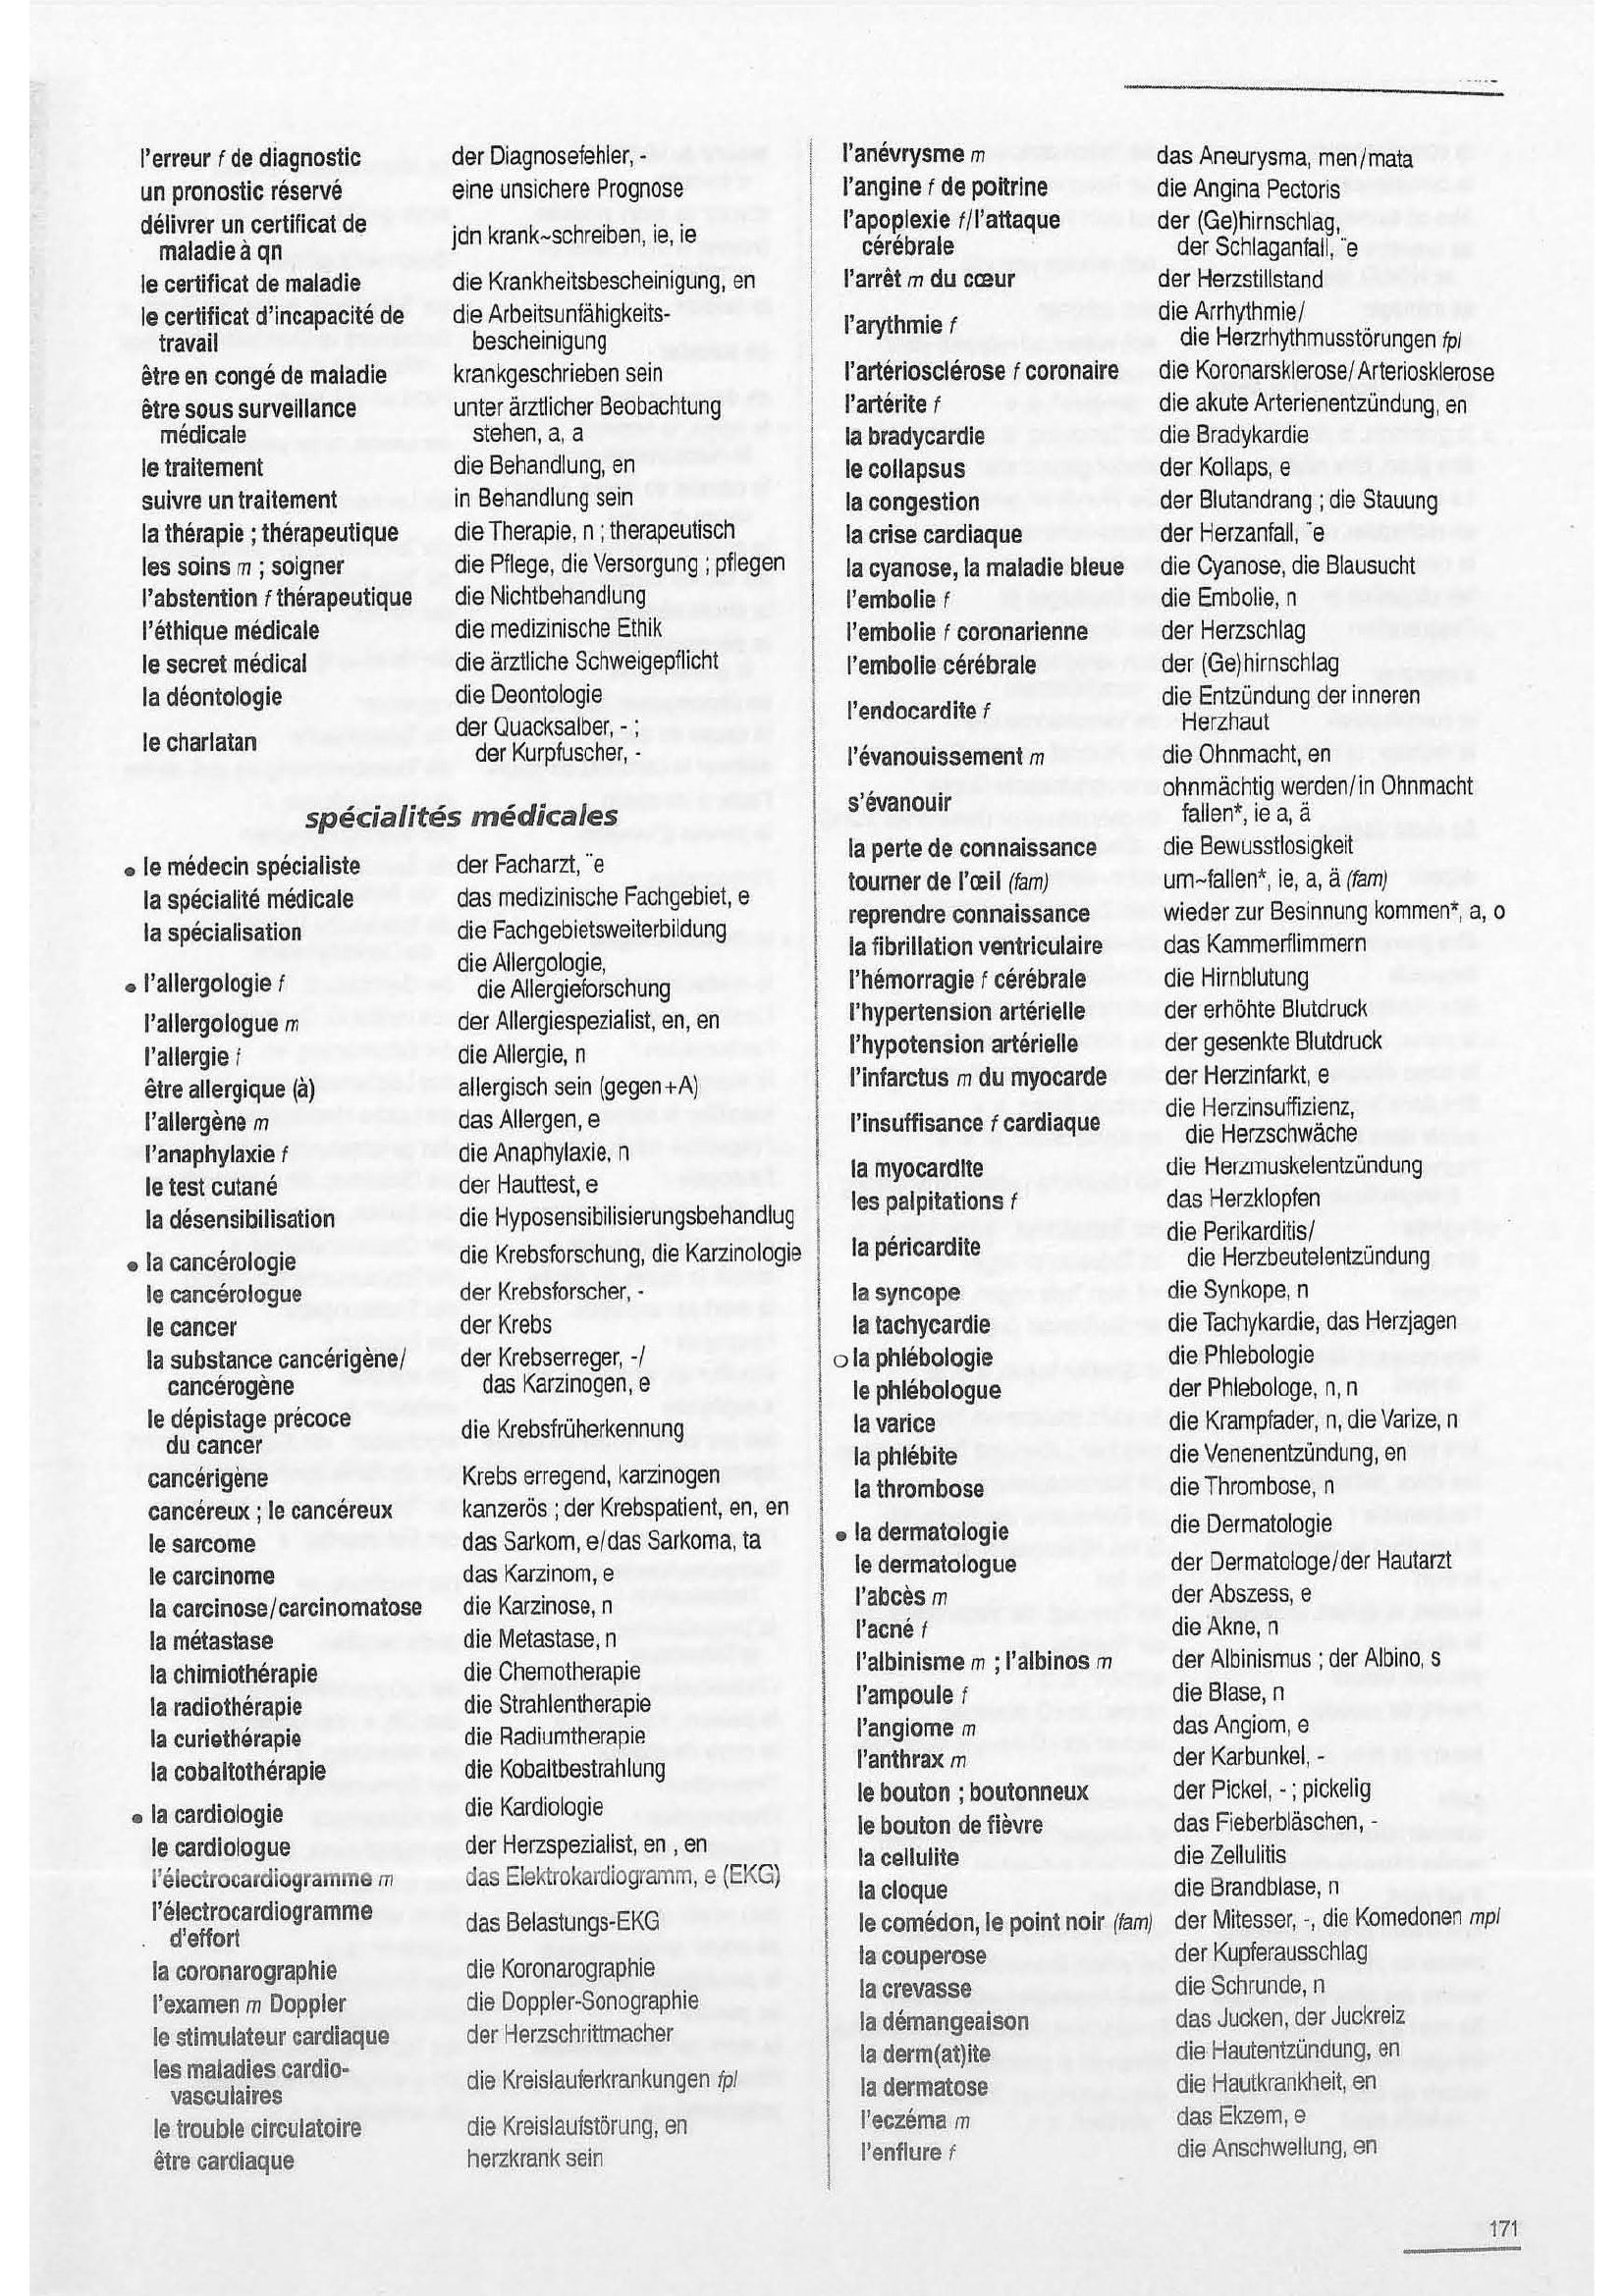 l'erreur f de diagnostic der Diagnosefehler, -
un pronostic réservé eine unsichere Prognose
délivrer un certificat de
maladie à qn jdn krank~schreiben, ie, ie
le certificat de maladie die Krankheitsbescheinigung, en
le certificat d'incapacité de die Arbeitsunfähigkeits-
travail bescheinigung
être en congé de maladie krankgeschrieben sein
être sous surveillance unter ärztlicher Beobachtung
médicale stehen, a, a
le traitement die Behandlung, en
suivre un traitement in Behandlung sein
la thérapie ; thérapeutique die Therapie, n ; therapeutisch
les soins m ; soigner die Pflege, die Versorgung ; pflegen
l'abstention f thérapeutique die Nichtbehandlung
l'éthique médicale die medizinische Ethik
le secret médical die ärztliche Schweigepflicht
la déontologie die Deontologie
le charlatan der Quacksalber, - ;
der Kurpfuscher, -
spécialités médicales
• le médecin spécialiste der Facharzt, ¨e
la spécialité médicale das medizinische Fachgebiet, e
la spécialisation die Fachgebietsweiterbildung
• l'allergologie f die Allergologie,
die Allergieforschung
l'allergologue m der Allergiespezialist, en, en
l'allergie f die Allergie, n
être allergique (à) allergisch sein (gegen+A)
l'allergène m das Allergen, e
l'anaphylaxie f die Anaphylaxie, n
le test cutané der Hauttest, e
la désensibilisation die Hyposensibilisierungsbehandlug
• la cancérologie die Krebsforschung, die Karzinologie
le cancérologue der Krebsforscher, -
le cancer der Krebs
la substance cancérigène/ der Krebserreger, -/
cancérogène das Karzinogen, e
le dépistage précoce
du cancer die Krebsfrüherkennung
cancérigène Krebs erregend, karzinogen
cancéreux ; le cancéreux kanzerös ; der Krebspatient, en, en
le sarcome das Sarkom, e/das Sarkoma, ta
le carcinome das Karzinom, e
la carcinose/carcinomatose die Karzinose, n
la métastase die Metastase, n
la chimiothérapie die Chemotherapie
la radiothérapie die Strahlentherapie
la curiethérapie die Radiumtherapie
la cobaltothérapie die Kobaltbestrahlung
• la cardiologie die Kardiologie
le cardiologue der Herzspezialist, en , en
l'électrocardiogramme m das Elektrokardiogramm, e (EKG)
l'électrocardiogramme
d'effort das Belastungs-EKG
la coronarographie die Koronarographie
l'examen m Doppler die Doppler-Sonographie
le stimulateur cardiaque der Herzschrittmacher
les maladies cardio-
vasculaires die Kreislauferkrankungen fpl
le trouble circulatoire die Kreislaufstörung, en
être cardiaque herzkrank sein
l'anévrysme m das Aneurysma, men/mata
l'angine f de poitrine die Angina Pectoris
l'apoplexie f/l'attaque der (Ge)hirnschlag,
cérébrale der Schlaganfall, ¨e
l'arrêt m du cœur der Herzstillstand
l'arythmie f die Arrhythmie/
die Herzrhythmusstörungen fpl
l'artériosclérose f coronaire die Koronarsklerose/Arteriosklerose
l'artérite f die akute Arterienentzündung, en
la bradycardie die Bradykardie
le collapsus der Kollaps, e
la congestion der Blutandrang ; die Stauung
la crise cardiaque der Herzanfall, ¨e
la cyanose, la maladie bleue die Cyanose, die Blausucht
l'embolie f die Embolie, n
l'embolie f coronarienne der Herzschlag
l'embolie cérébrale der (Ge)hirnschlag
l'endocardite f die Entzündung der inneren
Herzhaut
l'évanouissement m die Ohnmacht, en
s'évanouir ohnmächtig werden/in Ohnmacht
fallen*, ie a, ä
la perte de connaissance die Bewusstlosigkeit
tourner de l'œil (fam) um~fallen*, ie, a, ä (fam)
reprendre connaissance wieder zur Besinnung kommen*, a, o
la fibrillation ventriculaire das Kammerflimmern
l'hémorragie f cérébrale die Hirnblutung
l'hypertension artérielle der erhöhte Blutdruck
l'hypotension artérielle der gesenkte Blutdruck
l'infarctus m du myocarde der Herzinfarkt, e
l'insuffisance f cardiaque die Herzinsuffizienz,
die Herzschwäche
la myocardite die Herzmuskelentzündung
les palpitations f das Herzklopfen
la péricardite die Perikarditis/
die Herzbeutelentzündung
la syncope die Synkope, n
la tachycardie die Tachykardie, das Herzjagen
○ la phlébologie die Phlebologie
le phlébologue der Phlebologe, n, n
la varice die Krampfader, n, die Varize, n
la phlébite die Venenentzündung, en
la thrombose die Thrombose, n
• la dermatologie die Dermatologie
le dermatologue der Dermatologe/der Hautarzt
l'abcès m der Abszess, e
l'acné f die Akne, n
l'albinisme m ; l'albinos m der Albinismus ; der Albino, s
l'ampoule f die Blase, n
l'angiome m das Angiom, e
l'anthrax m der Karbunkel, -
le bouton ; boutonneux der Pickel, - ; pickelig
le bouton de fièvre das Fieberbläschen, -
la cellulite die Zellulitis
la cloque die Brandblase, n
le comédon, le point noir (fam) der Mitesser, -, die Komedonen mpl
la couperose der Kupferausschlag
la crevasse die Schrunde, n
la démangeaison das Jucken, der Juckreiz
la derm(at)ite die Hautentzündung, en
la dermatose die Hautkrankheit, en
l'eczéma m das Ekzem, e
l'enflure f die Anschwellung, en
171